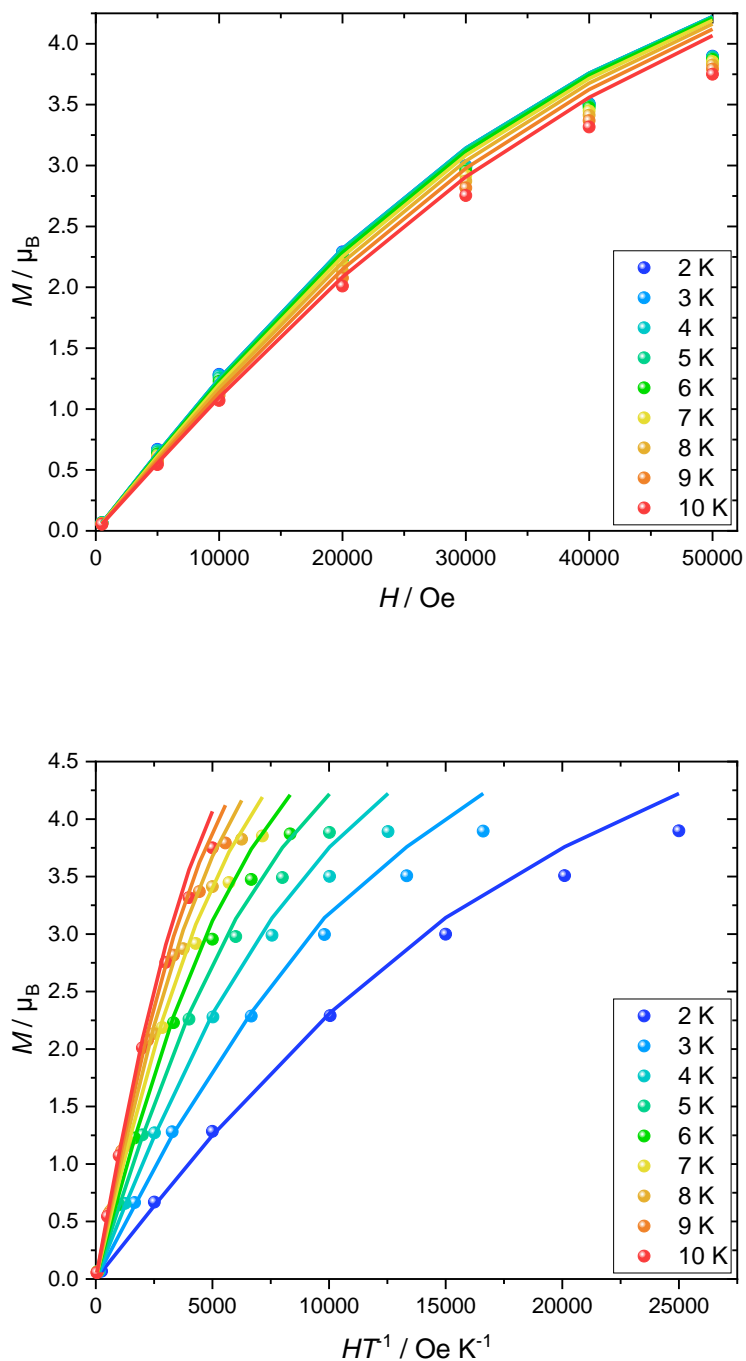 4.0
3.5
3.0
2.5
2.0
1.5
1.0
0.5
0.0
M / μB
2 K
3 K
4 K
5 K
6 K
7 K
8 K
9 K
10 K
0 10000 20000 30000 40000 50000
H / Oe
4.5
4.0
3.5
3.0
2.5
2.0
1.5
1.0
0.5
0.0
M / μB
2 K
3 K
4 K
5 K
6 K
7 K
8 K
9 K
10 K
0 5000 10000 15000 20000 25000
HT-1 / Oe K-1